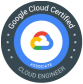 Google Cloud Certified
ASSOCIATE
CLOUD ENGINEER